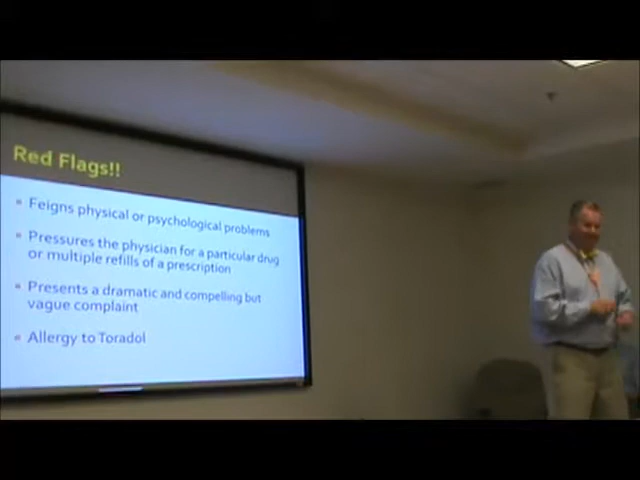 Red Flags!!
Feigns physical or psychological problems
Pressures the physician for a particular drug
or multiple refills of a prescription
Presents a dramatic and compelling but
vague complaint
Allergy to Toradol